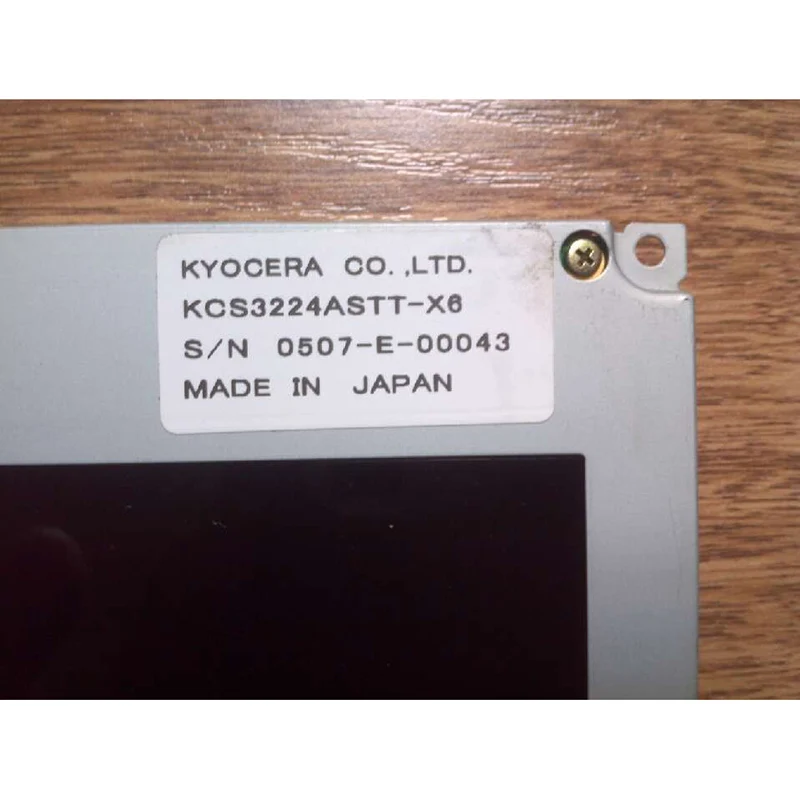 KYOCERA CO.,LTD.
KCS3224ASTT-X6
S/N 0507-E-00043
MADE IN JAPAN